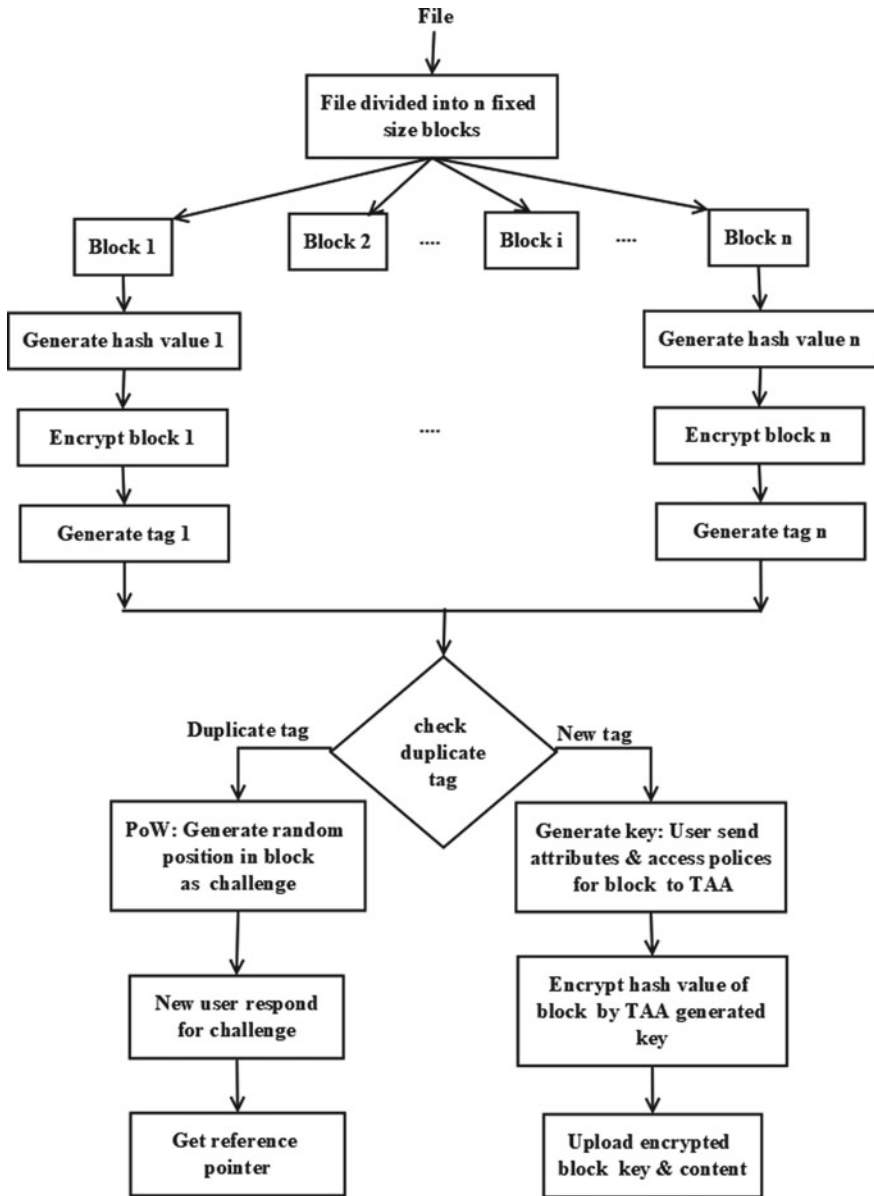 File
File divided into n fixed
size blocks
Block 1
Block 2
....
Block i
....
Block n
Generate hash value 1
Generate hash value n
Encrypt block 1
....
Encrypt block n
Generate tag 1
Generate tag n
check
duplicate
tag
Duplicate tag
New tag
PoW: Generate random
position in block
as challenge
Generate key: User send
attributes & access polices
for block to TAA
New user respond
for challenge
Encrypt hash value of
block by TAA generated
key
Get reference
pointer
Upload encrypted
block key & content